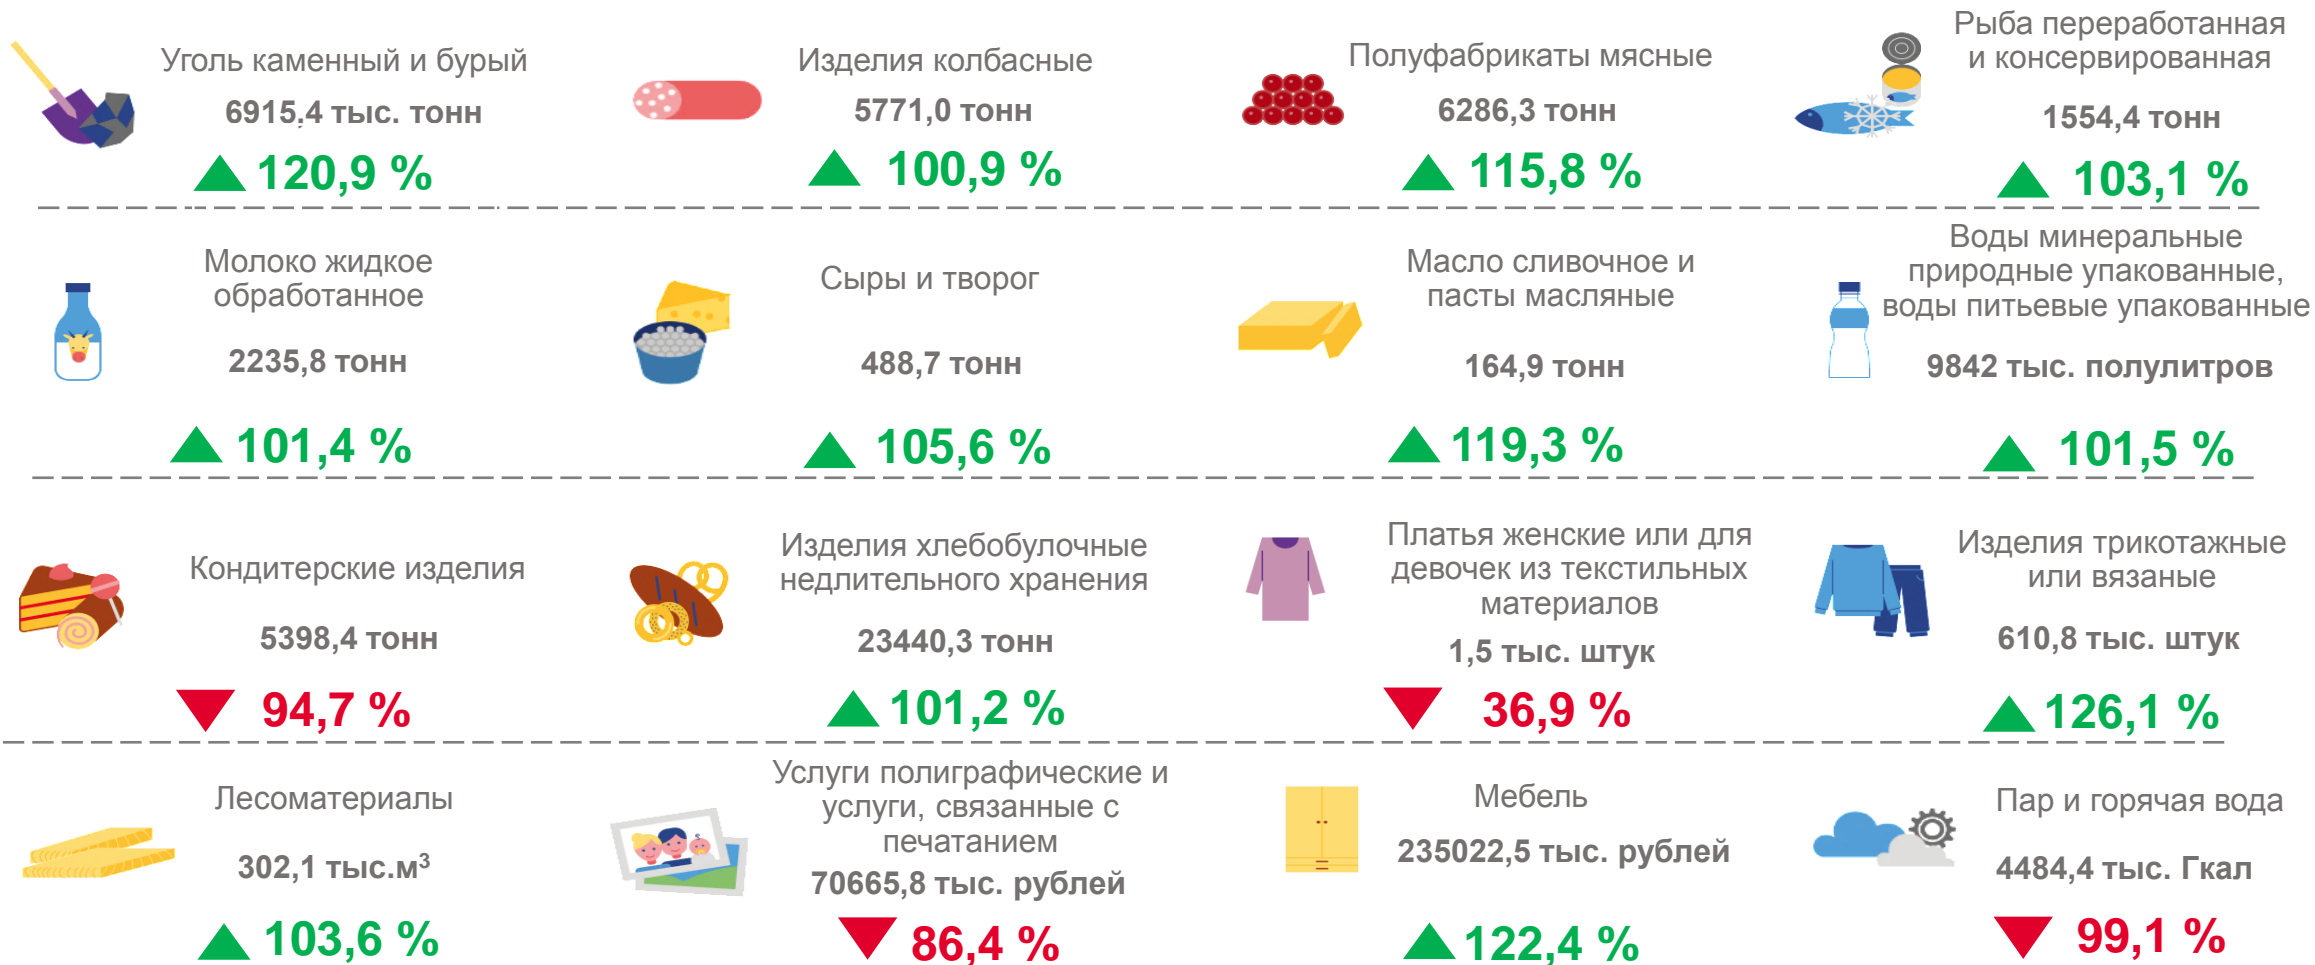 Уголь каменный и бурый
6915,4 тыс. тонн
120,9 %
Изделия колбасные
5771,0 тонн
100,9 %
Полуфабрикаты мясные
6286,3 тонн
115,8 %
Рыба переработанная
и консервированная
1554,4 тонн
103,1 %
Молоко жидкое
обработанное
2235,8 тонн
101,4 %
Сыры и творог
488,7 тонн
105,6 %
Масло сливочное и
пасты масляные
164,9 тонн
119,3 %
Воды минеральные
природные упакованные,
воды питьевые упакованные
9842 тыс. полулитров
101,5 %
Кондитерские изделия
5398,4 тонн
94,7 %
Изделия хлебобулочные
недлительного хранения
23440,3 тонн
101,2 %
Платья женские или для
девочек из текстильных
материалов
1,5 тыс. штук
36,9 %
Изделия трикотажные
или вязаные
610,8 тыс. штук
126,1 %
Лесоматериалы
302,1 тыс.м³
103,6 %
Услуги полиграфические и
услуги, связанные с
печатанием
70665,8 тыс. рублей
86,4 %
Мебель
235022,5 тыс. рублей
122,4 %
Пар и горячая вода
4484,4 тыс. Гкал
99,1 %